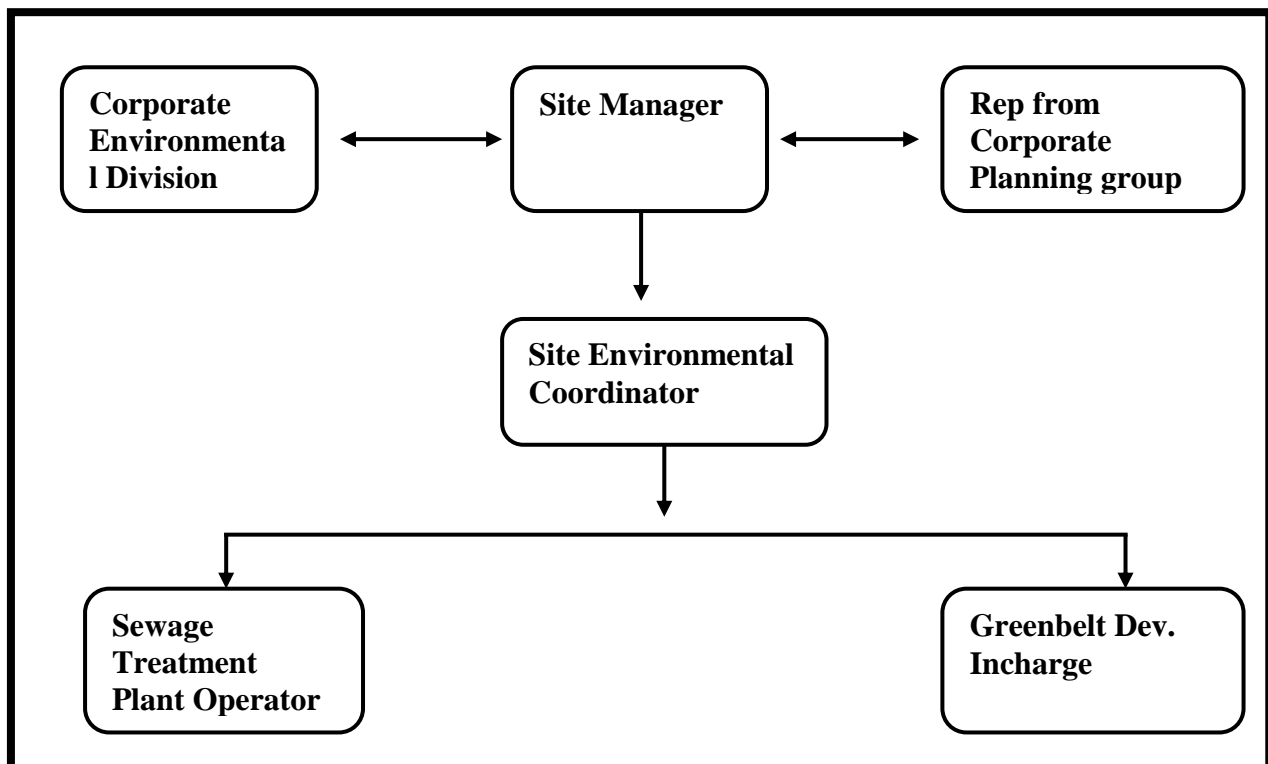 Corporate
Environmenta
l Division
Site Manager
Rep from
Corporate
Planning group
Site Environmental
Coordinator
Sewage
Treatment
Plant Operator
Greenbelt Dev.
Incharge